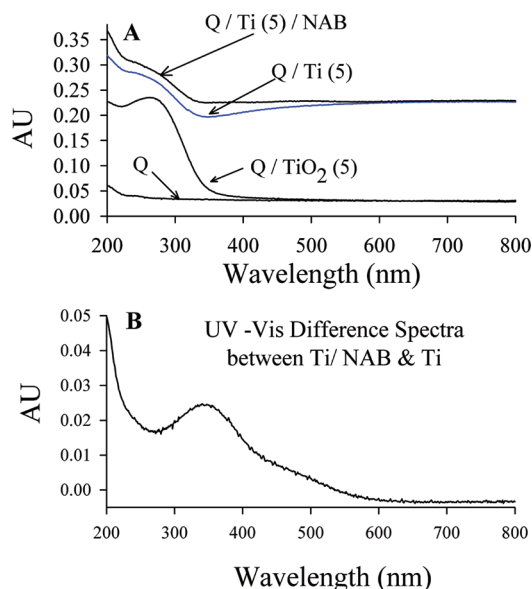 A
Q / Ti (5) / NAB
0.35
0.30
Q / Ti (5)
0.25
0.20
AU
0.15
Q
Q / TiO2 (5)
0.10
0.05
0.00
200 300 400 500 600 700 800
Wavelength (nm)
0.05
B
UV -Vis Difference Spectra
between Ti/ NAB & Ti
0.04
0.03
AU
0.02
0.01
0.00
200 300 400 500 600 700 800
Wavelength (nm)